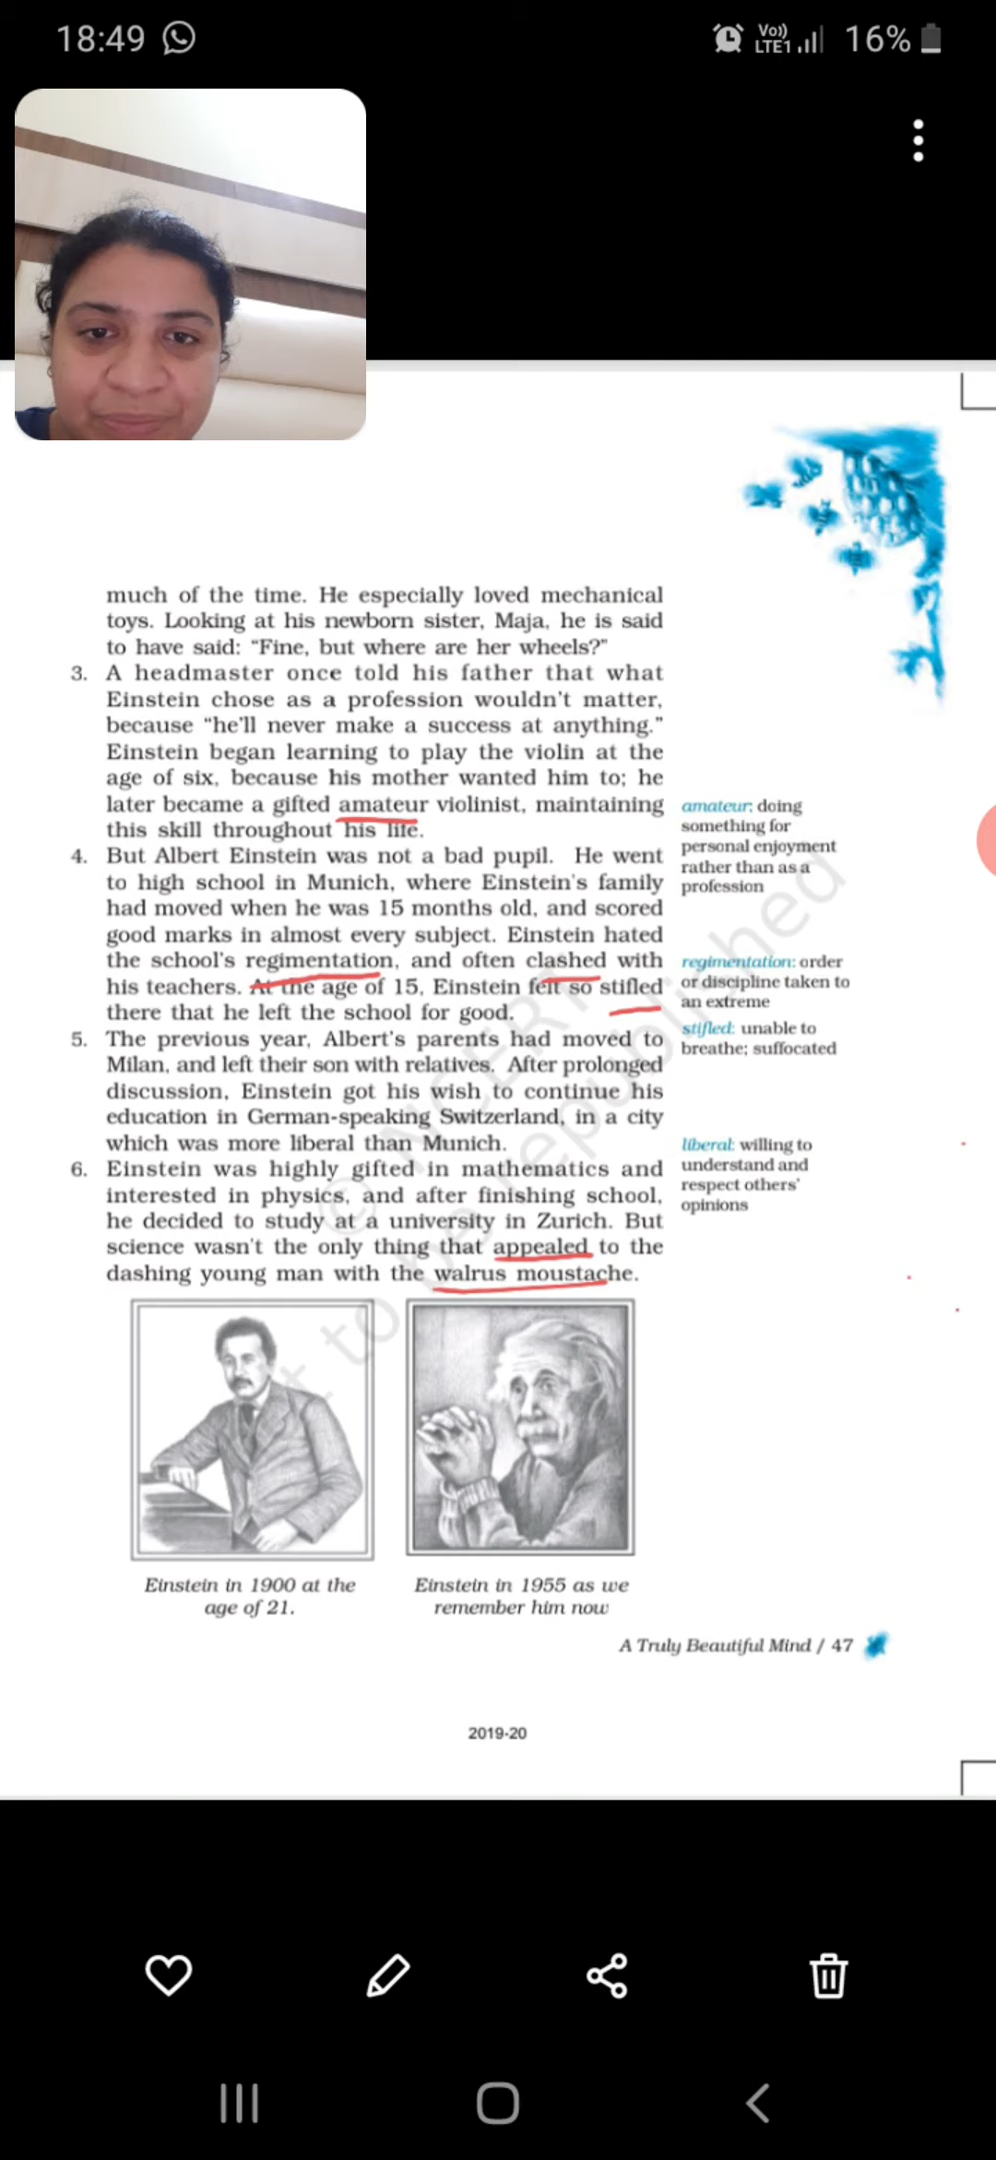 18:49
Vo))
LTE1
16%
much of the time. He especially loved mechanical
toys. Looking at his newborn sister, Maja, he is said
to have said: “Fine, but where are her wheels?”
3. A headmaster once told his father that what
Einstein chose as a profession wouldn't matter,
because “he'll never make a success at anything.”
Einstein began learning to play the violin at the
age of six, because his mother wanted him to; he
later became a gifted amateur violinist, maintaining
this skill throughout his life.
amateur: doing
something for
personal enjoyment
rather than as a
profession
4. But Albert Einstein was not a bad pupil. He went
to high school in Munich, where Einstein's family
had moved when he was 15 months old, and scored
good marks in almost every subject. Einstein hated
the school's regimentation, and often clashed with
his teachers. At the age of 15, Einstein felt so stifled
there that he left the school for good.
regimentation: order
or discipline taken to
an extreme
stifled: unable to
breathe; suffocated
5. The previous year, Albert's parents had moved to
Milan, and left their son with relatives. After prolonged
discussion, Einstein got his wish to continue his
education in German-speaking Switzerland, in a city
which was more liberal than Munich.
liberal: willing to
understand and
respect others'
opinions
6. Einstein was highly gifted in mathematics and
interested in physics, and after finishing school,
he decided to study at a university in Zurich. But
science wasn't the only thing that appealed to the
dashing young man with the walrus moustache.
© NCERT
not to be republished
Einstein in 1900 at the
age of 21.
Einstein in 1955 as we
remember him now
A Truly Beautiful Mind / 47
2019-20